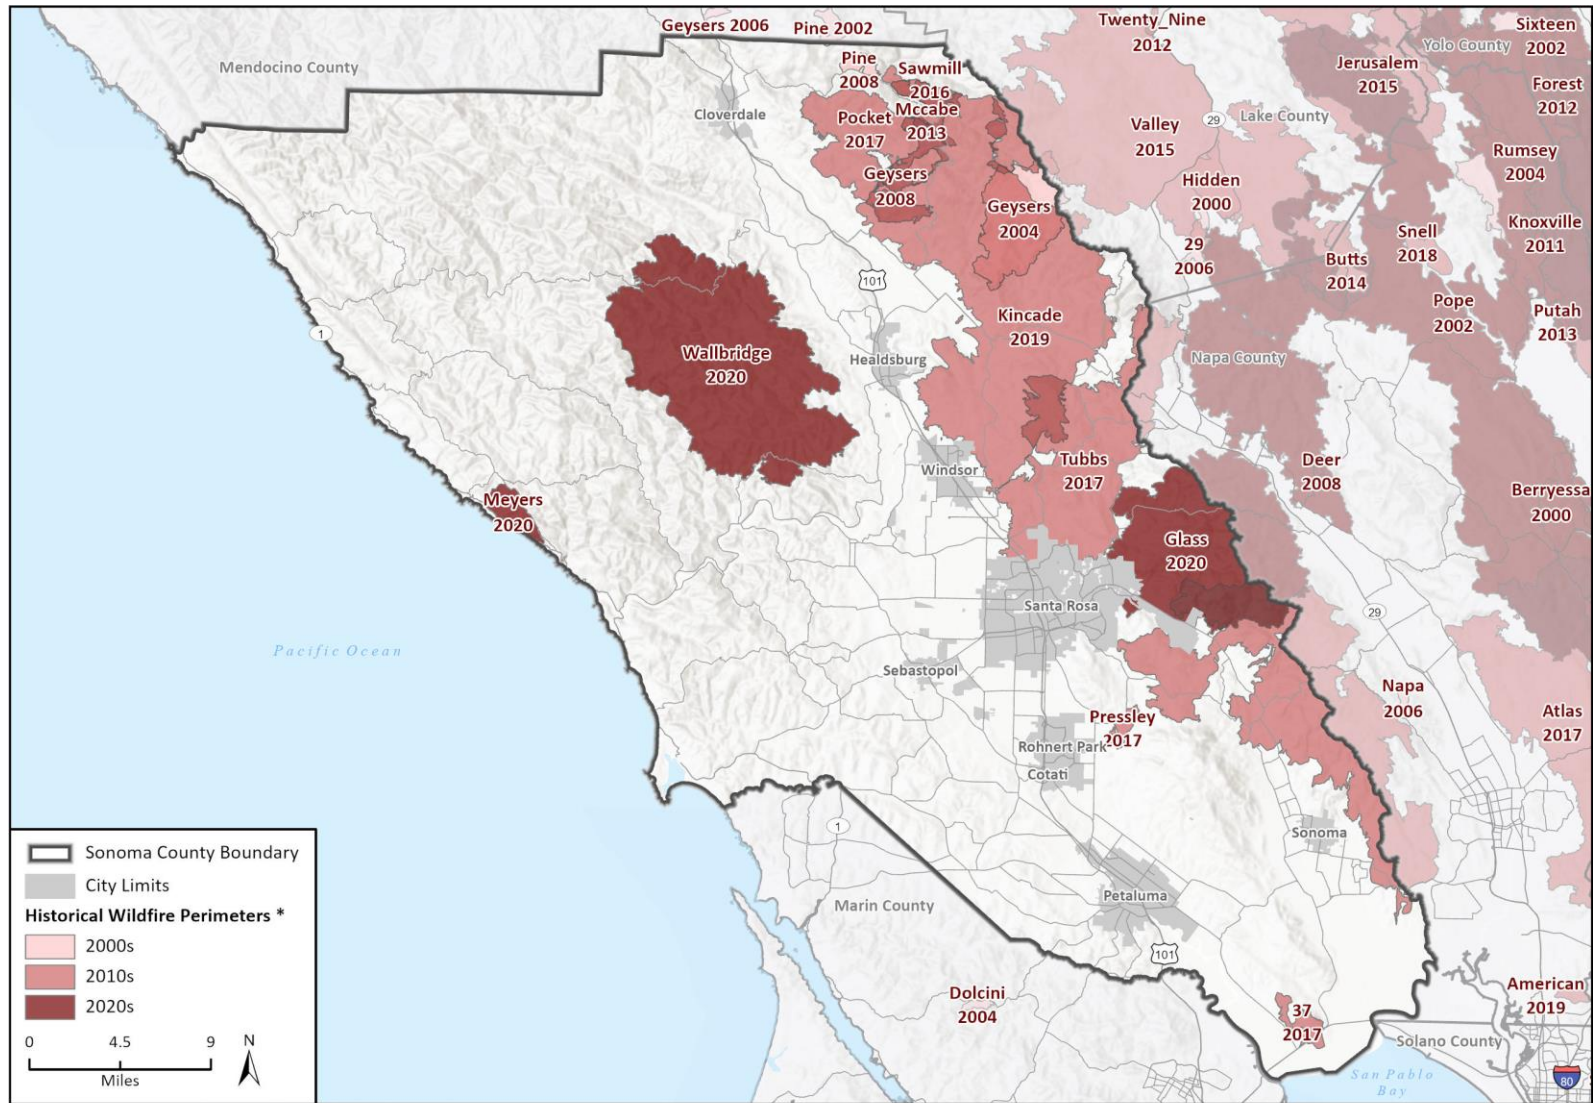 Geysers 2006
Pine 2002
Twenty_Nine
2012
Sixteen
2002
Yolo County
Mendocino County
Pine
2008
Sawmill
2016
Jerusalem
2015
Forest
2012
Cloverdale
Pocket
2017
Mccabe
2013
Valley
2015
29
Lake County
Rumsey
2004
Geysers
2008
Hidden
2000
Geysers
2004
Knoxville
2011
29
2006
Snell
2018
Butts
2014
101
Pope
2002
Putah
2013
1
Kincade
2019
Wallbridge
2020
Healdsburg
Napa County
Tubbs
2017
Windsor
Deer
2008
Meyers
2020
Berryessa
2000
Glass
2020
Santa Rosa
29
Pacific Ocean
Sebastopol
Napa
2006
Pressley
2017
Atlas
2017
Rohnert Park
Cotati
1
Sonoma
Petaluma
Marin County
101
Dolcini
2004
37
2017
American
2019
Solano County
San Pablo
Bay
80
Sonoma County Boundary
City Limits
Historical Wildfire Perimeters *
2000s
2010s
2020s
0 4.5 9
Miles
N